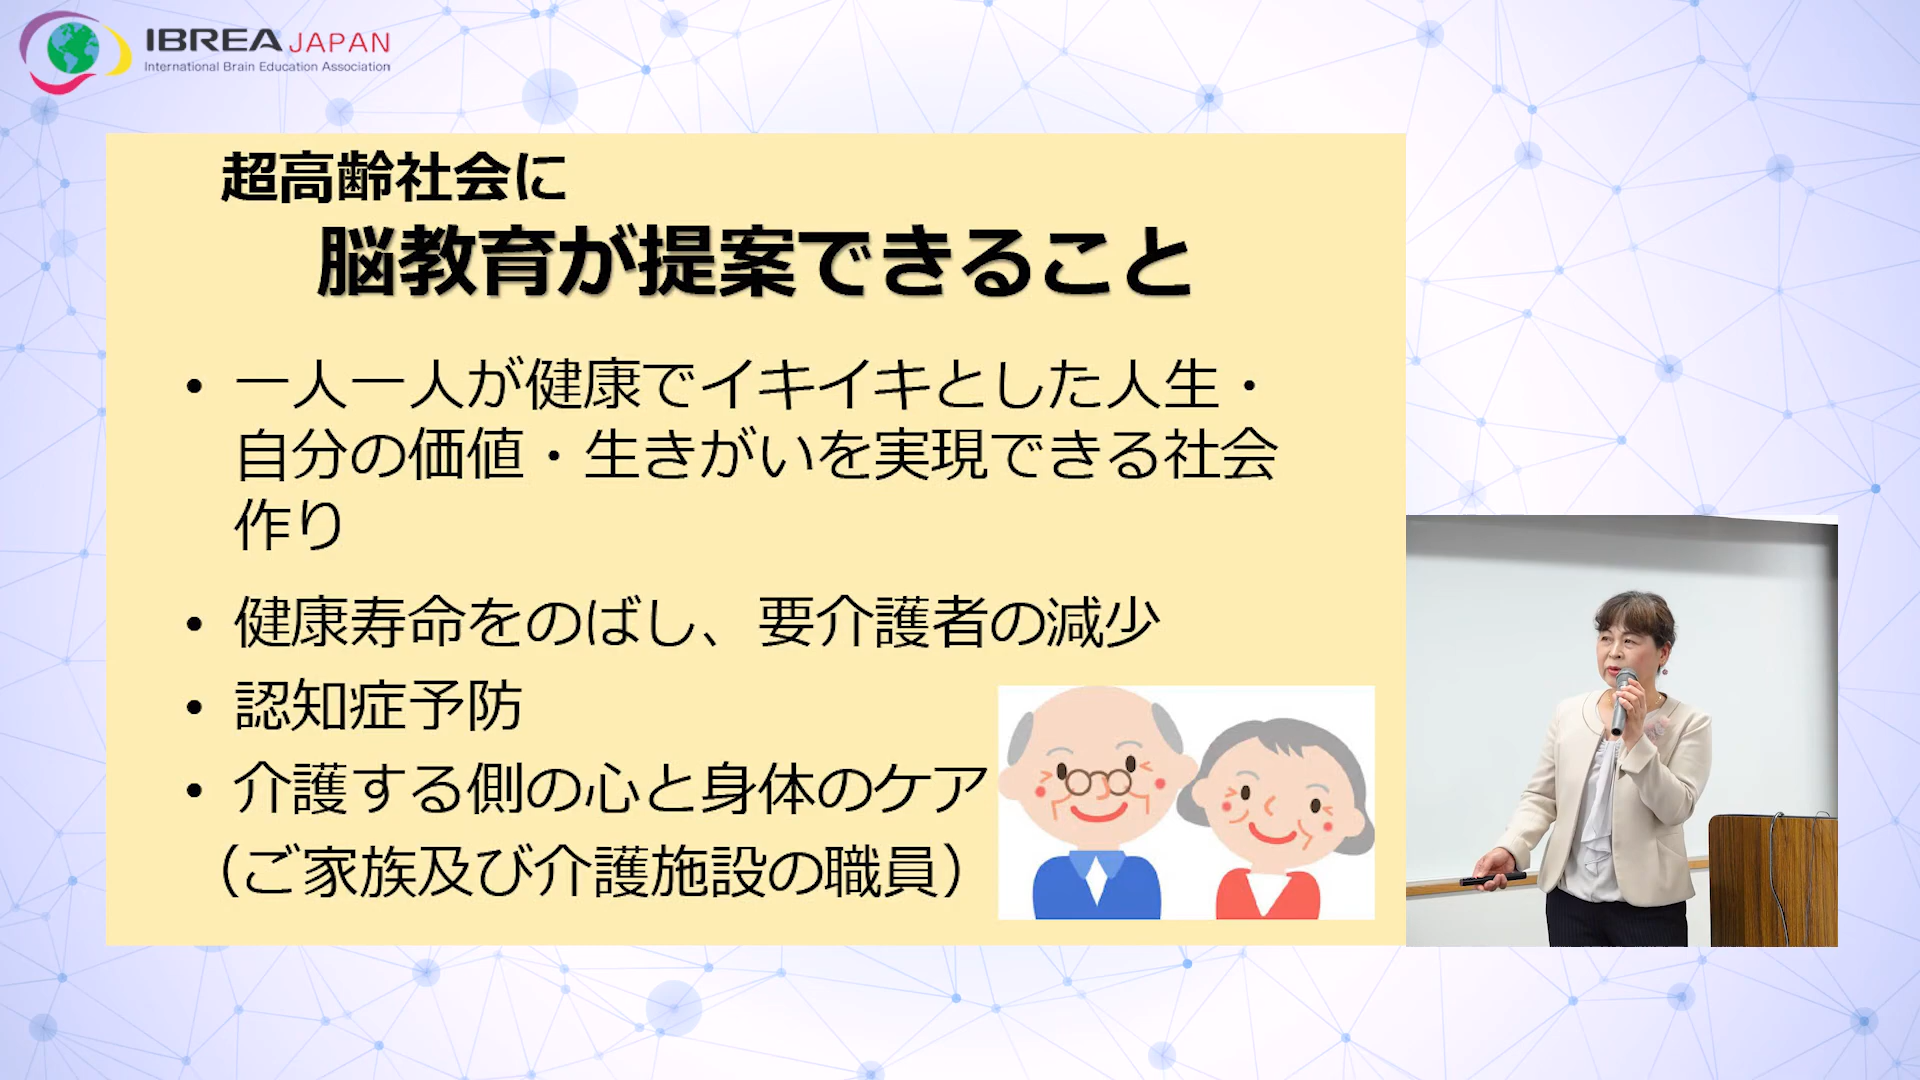 IBREA JAPAN
International Brain Education Association
超高齢社会に
脳教育が提案できること
• 一人一人が健康でイキイキとした人生・
自分の価値・生きがいを実現できる社会
作り
• 健康寿命をのばし、要介護者の減少
• 認知症予防
• 介護する側の心と身体のケア
（ご家族及び介護施設の職員）